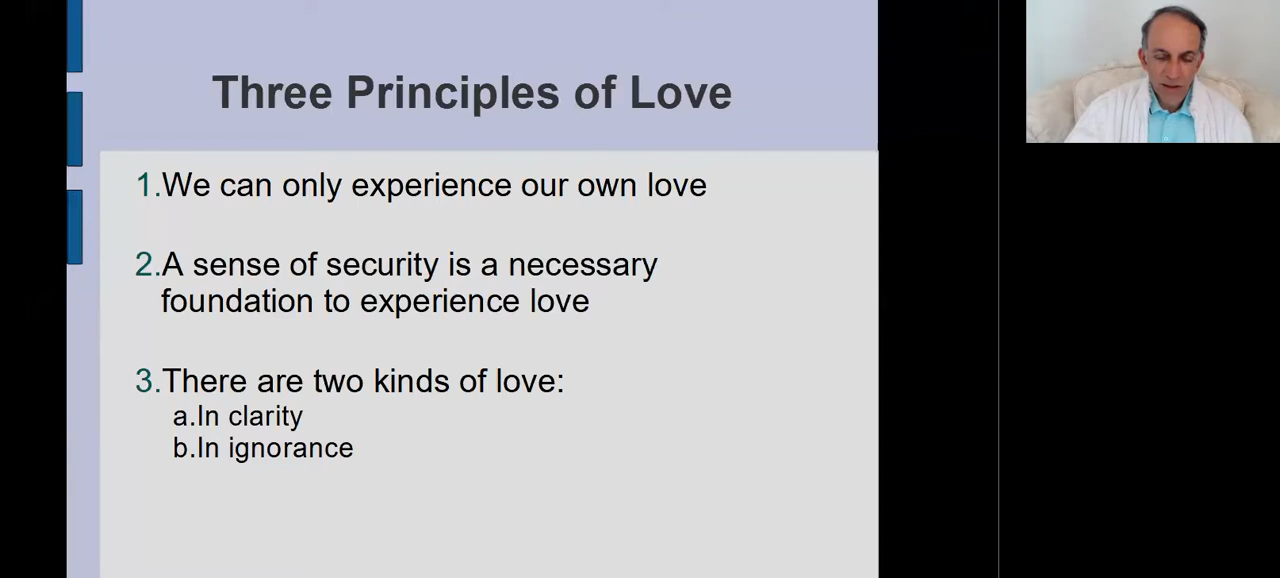 Three Principles of Love
1.We can only experience our own love
2.A sense of security is a necessary
foundation to experience love
3.There are two kinds of love:
a.In clarity
b.In ignorance